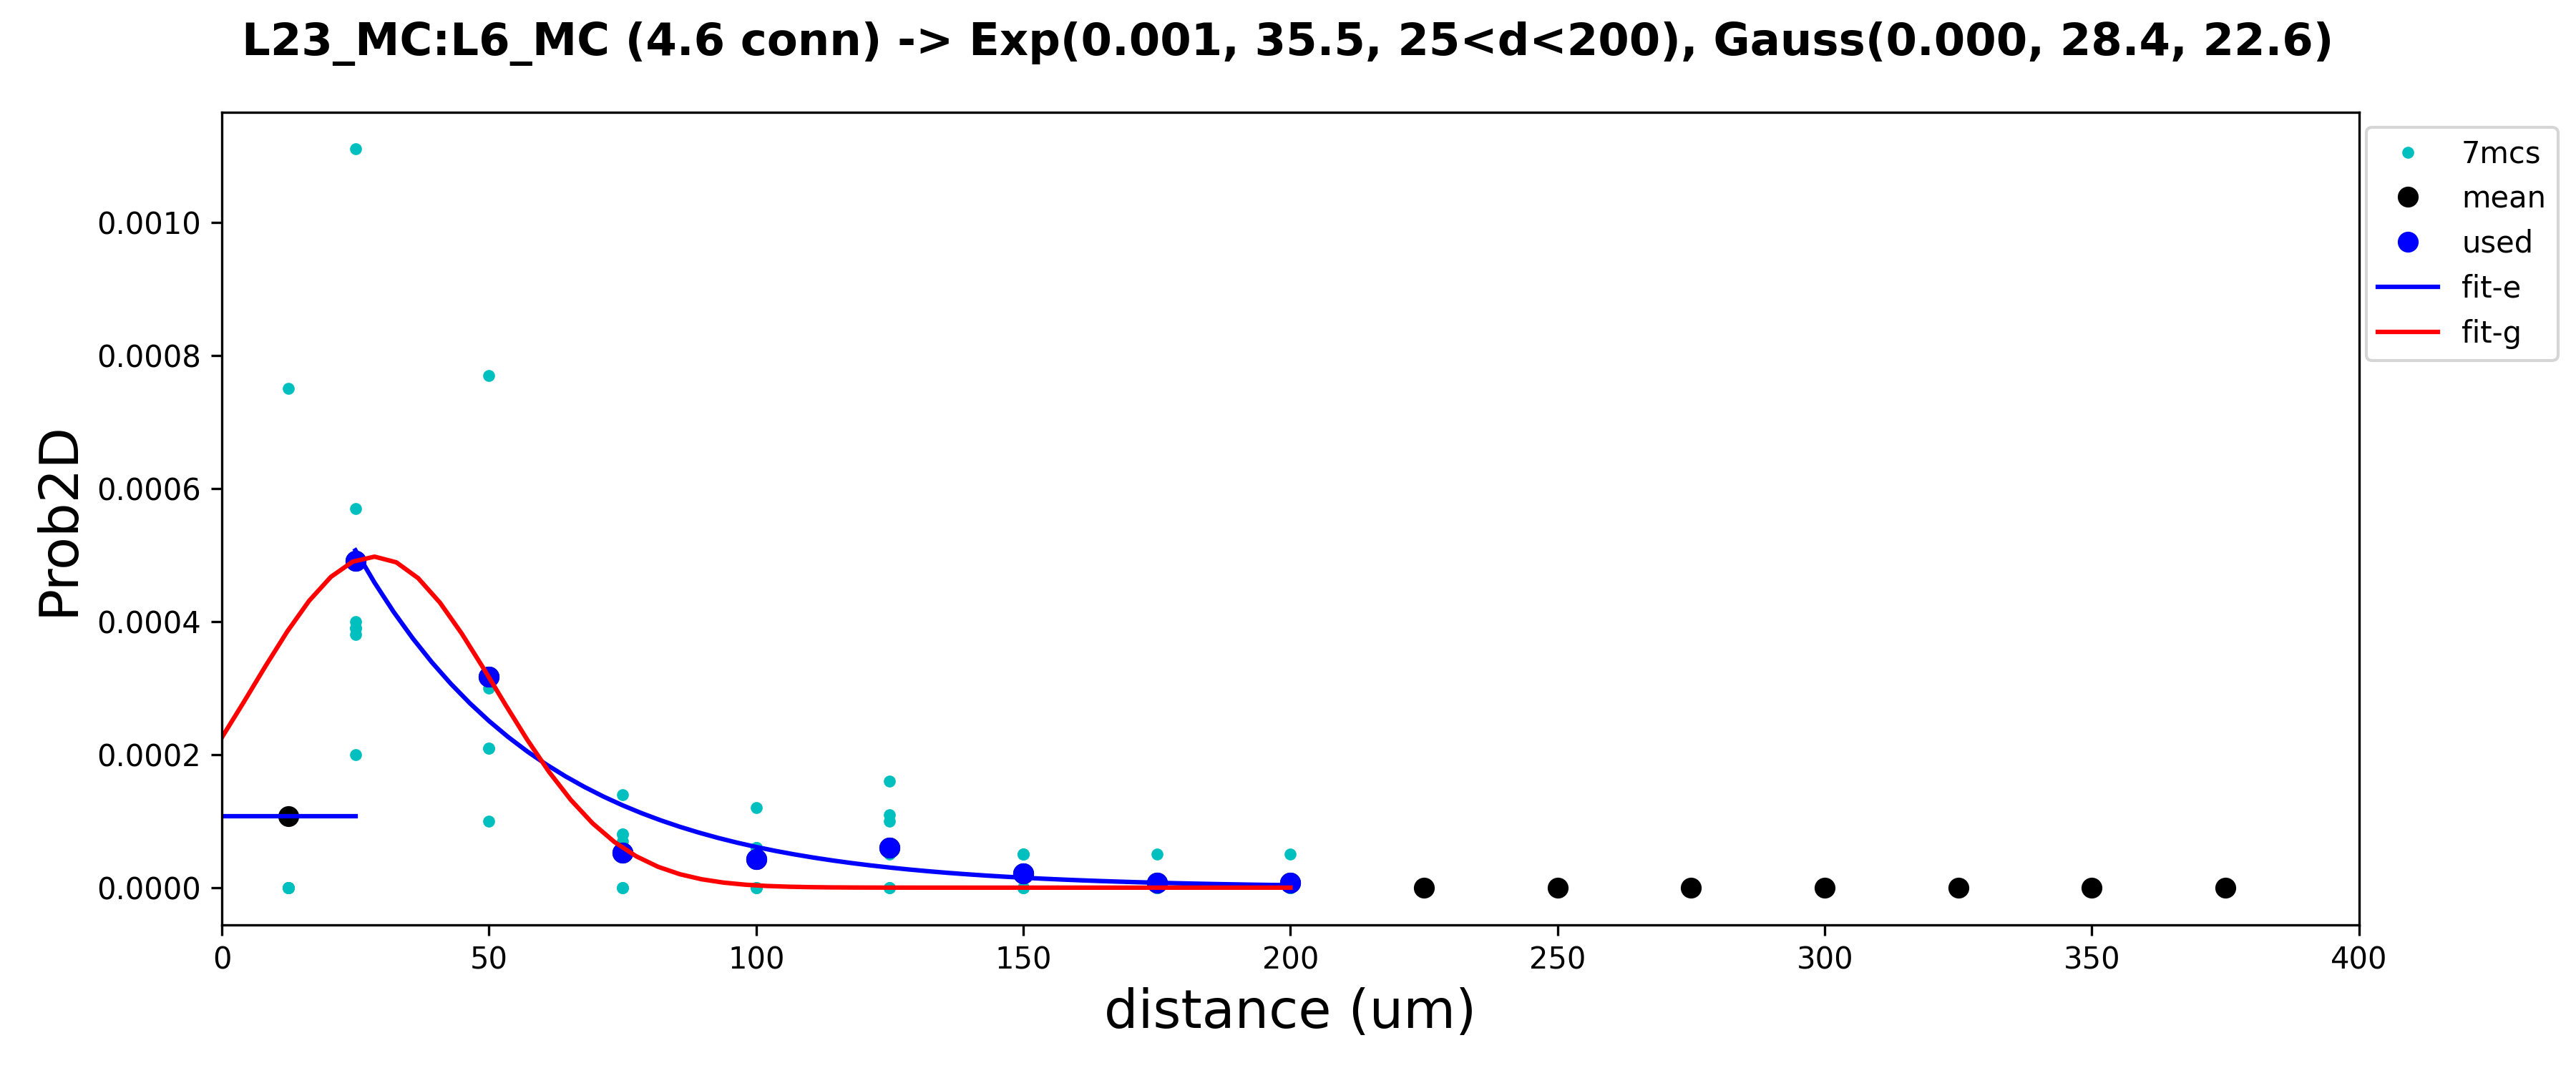 L23_MC:L6_MC (4.6 conn) -> Exp(0.001, 35.5, 25<d<200), Gauss(0.000, 28.4, 22.6)
7mcs
mean
used
fit-e
fit-g
Prob2D
0.0010
0.0008
0.0006
0.0004
0.0002
0.0000
0 50 100 150 200 250 300 350 400
distance (um)